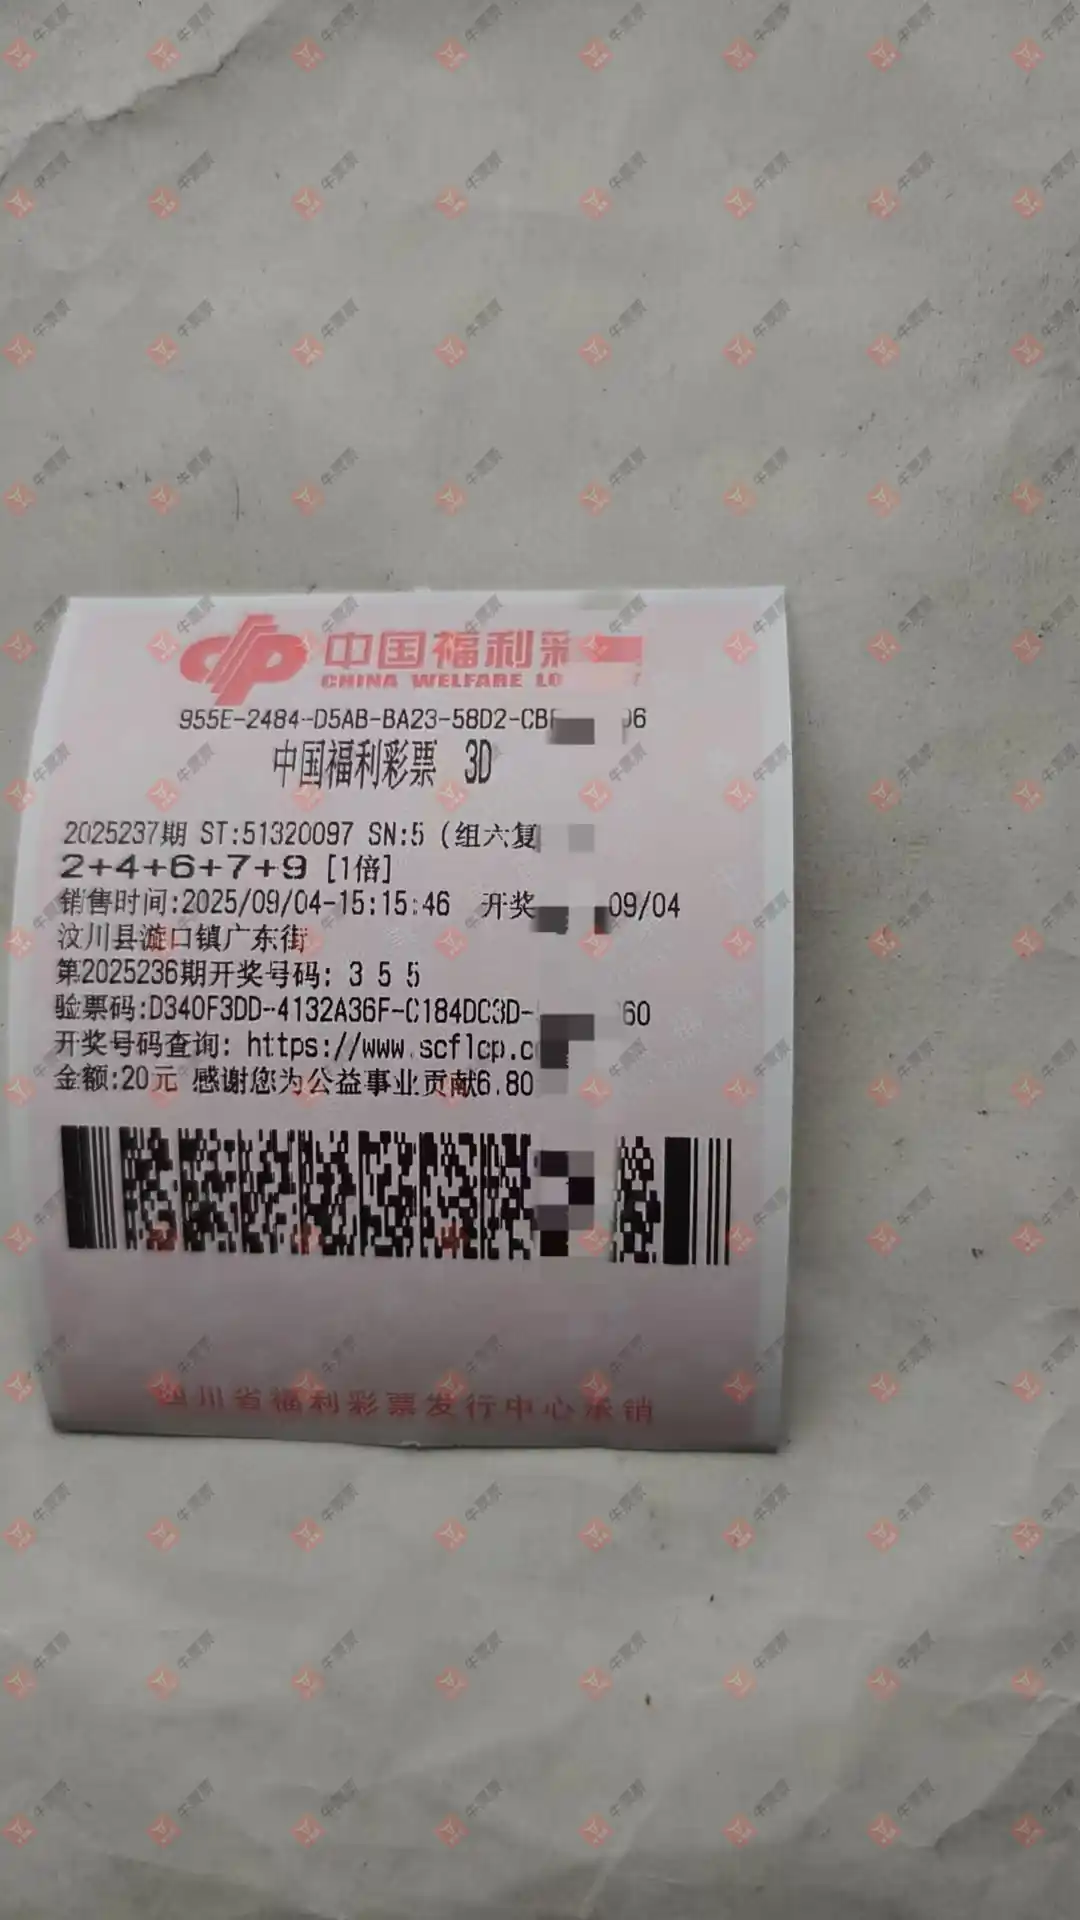 中国福利彩
CHINA WELFARE LO
955E-2484-D5AB-BA23-58D2-CB 06
中国福利彩票 3D
2025237期 ST:51320097 SN:5 (组六复
2+4+6+7+9 [1倍]
销售时间:2025/09/04-15:15:46 开奖 09/04
汶川县漩口镇广东街
第2025236期开奖号码: 3 5 5
验票码:D340F3DD-4132A36F-C184DC3D- 60
开奖号码查询: https://www.scflcp.c
金额:20元 感谢您为公益事业贡献6.80
四川省福利彩票发行中心承销
牛票票